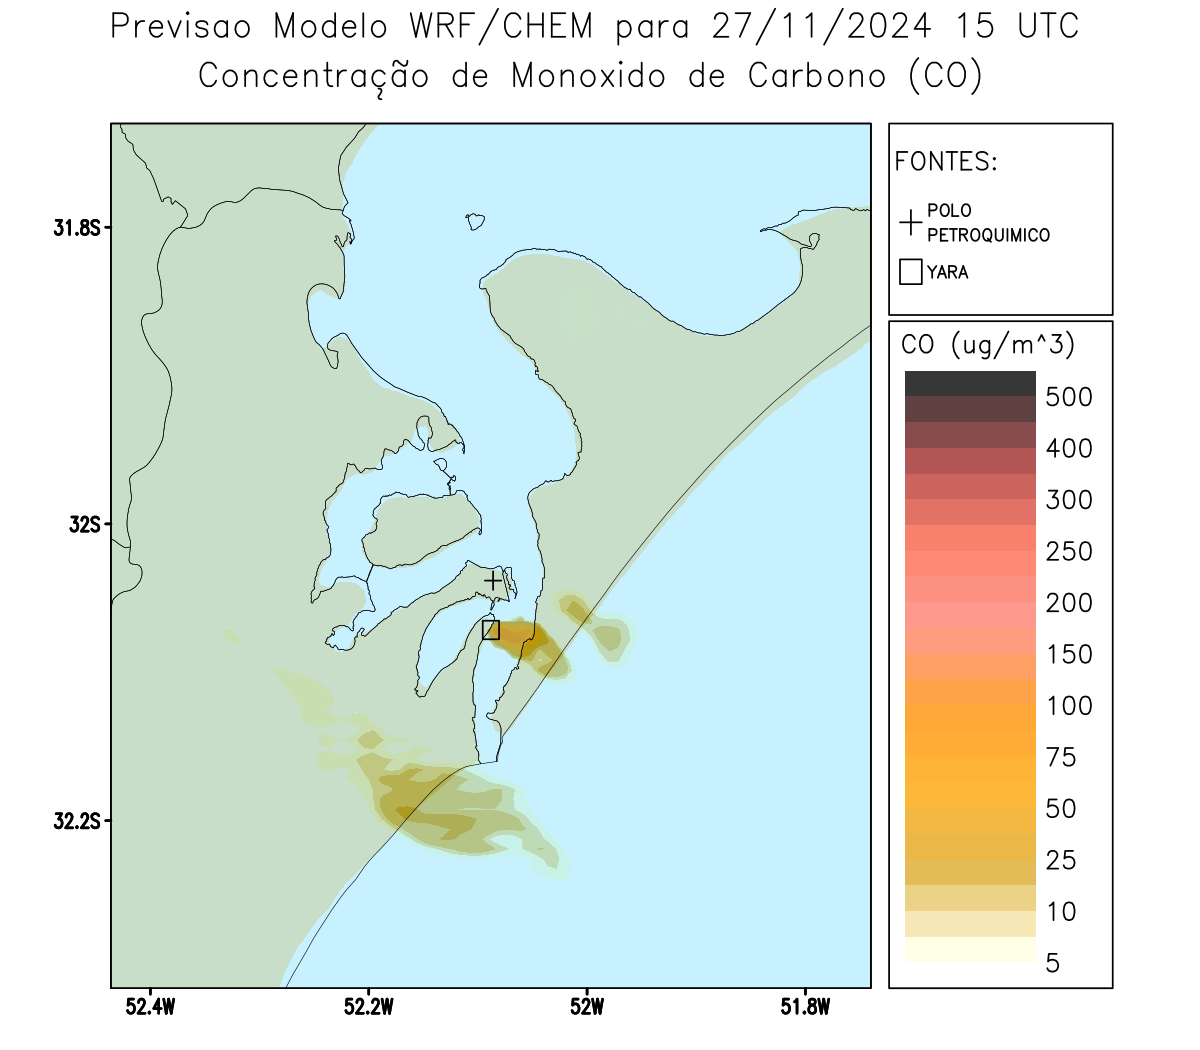 Previsao Modelo WRF/CHEM para 27/11/2024 15 UTC
Concentração de Monoxido de Carbono (CO)
FONTES:
POLO
PETROQUIMICO
YARA
CO (ug/m^3)
500
400
300
250
200
150
100
75
50
25
10
5
31.8S
32S
32.2S
52.4W
52.2W
52W
51.8W